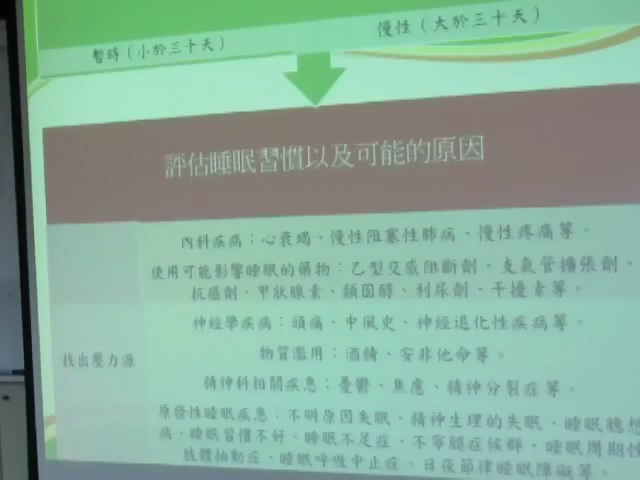 暫時（小於三十天）
慢性（大於三十天）
評估睡眠習慣以及可能的原因
找出壓力源
內科疾病：心衰竭、慢性阻塞性肺病、慢性疼痛等。
使用可能影響睡眠的藥物：乙型交感阻斷劑、支氣管擴張劑、
抗癌劑、甲狀腺素、類固醇、利尿劑、干擾素等。
神經學疾病：頭痛、中風史、神經退化性疾病等。
物質濫用：酒精、安非他命等。
精神科相關疾患：憂鬱、焦慮、精神分裂症等。
原發性睡眠疾患：不明原因失眠、精神生理的失眠、睡眠臆想
病、睡眠習慣不好、睡眠不足症、不寧腿症候群、睡眠周期性
肢體抽動症、睡眠呼吸中止症、日夜節律睡眠障礙等。